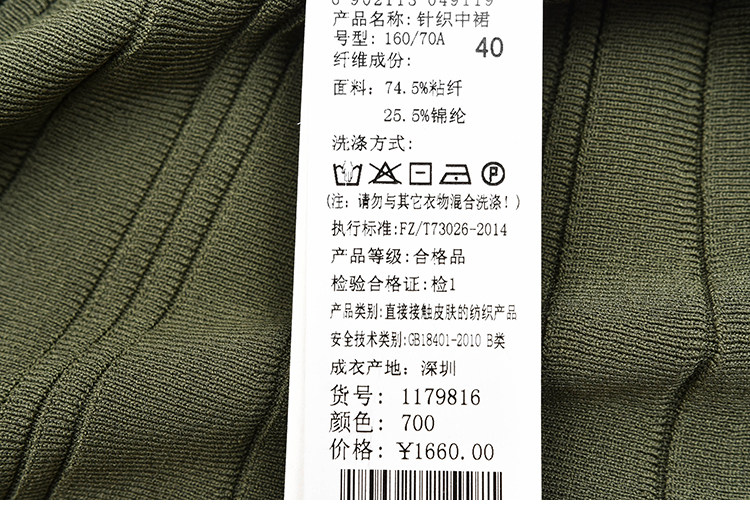 6 902113 049119
产品名称: 针织中裙
号型: 160/70A
40
纤维成份:
面料: 74.5%粘纤
25.5%锦纶
洗涤方式:
(注: 请勿与其它衣物混合洗涤!)
执行标准:FZ/T73026-2014
产品等级:合格品
检验合格证:检1
产品类别:直接接触皮肤的纺织产品
安全技术类别:GB18401-2010 B类
成衣产地: 深圳
货号: 1179816
颜色: 700
价格: ¥1660.00